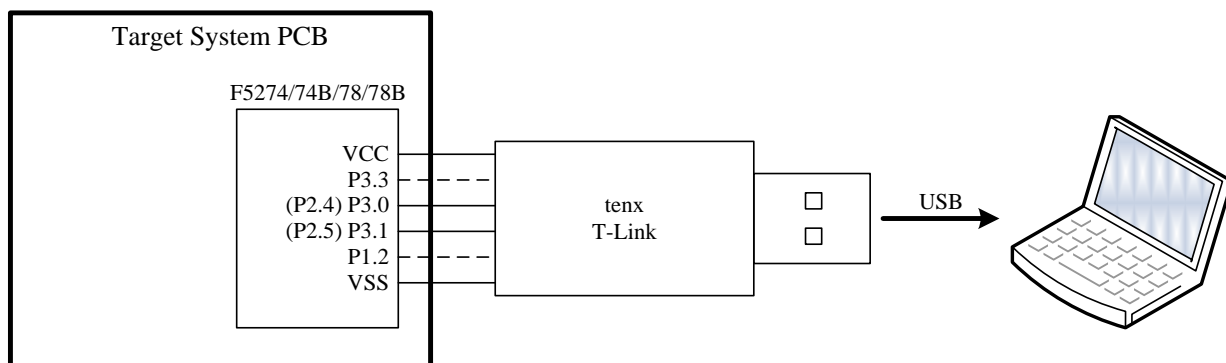 Target System PCB
F5274/74B/78/78B
VCC
P3.3
(P2.4) P3.0
(P2.5) P3.1
P1.2
VSS
tenx
T-Link
USB